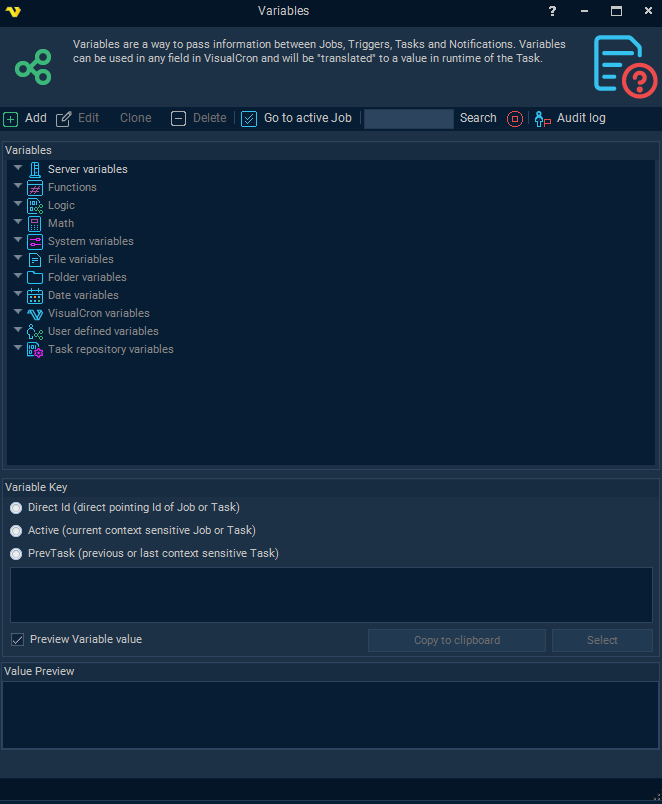 Variables
?
Variables are a way to pass information between Jobs, Triggers, Tasks and Notifications. Variables
can be used in any field in VisualCron and will be "translated" to a value in runtime of the Task.
?
Add Edit Clone Delete Go to active Job Search Audit log
Variables
Server variables
Functions
Logic
Math
System variables
File variables
Folder variables
Date variables
VisualCron variables
User defined variables
Task repository variables
Variable Key
Direct Id (direct pointing Id of Job or Task)
Active (current context sensitive Job or Task)
PrevTask (previous or last context sensitive Task)
Preview Variable value Copy to clipboard Select
Value Preview